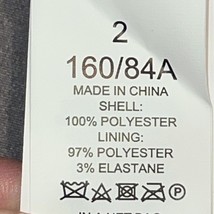 2
160/84A
MADE IN CHINA
SHELL:
100% POLYESTER
LINING:
97% POLYESTER
3% ELASTANE